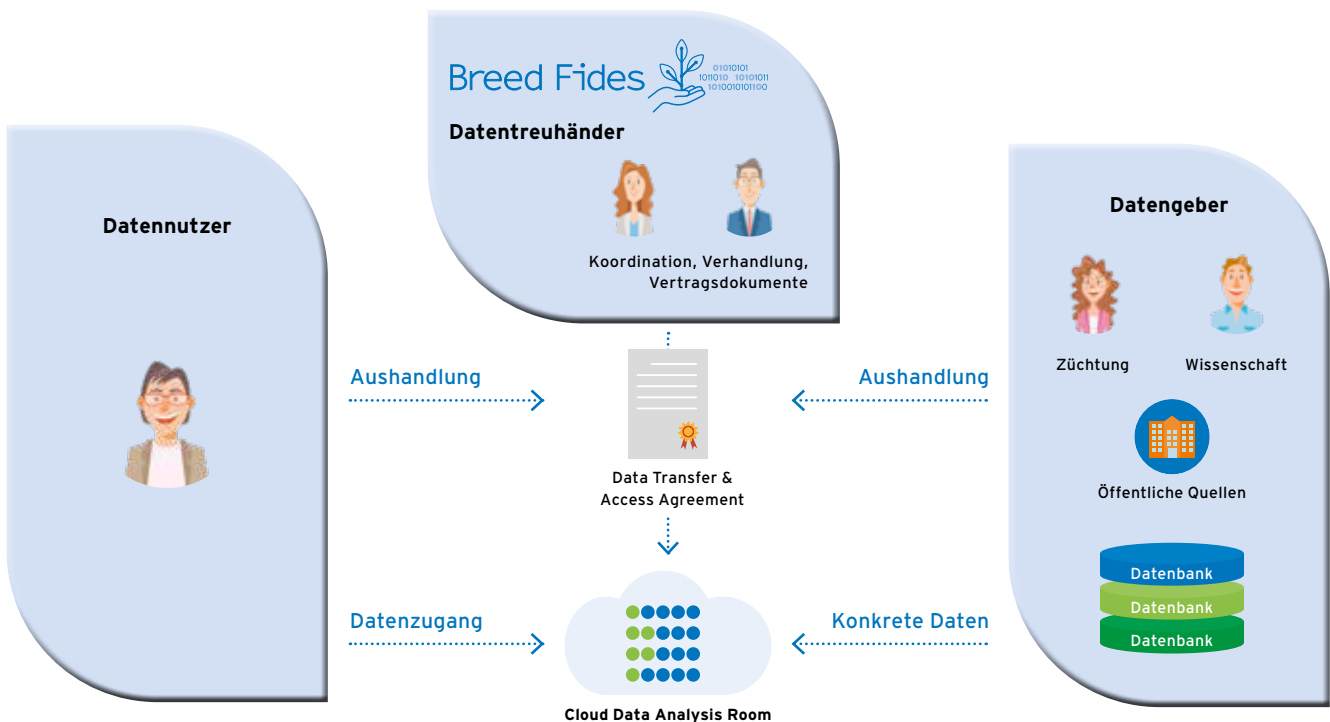 Breed Fides
01010101
1011010 10101011
1010010101100
Datentreuhänder
Koordination, Verhandlung,
Vertragsdokumente
Datennutzer
Datengeber
Züchtung
Wissenschaft
Öffentliche Quellen
Datenbank
Datenbank
Datenbank
Aushandlung
Aushandlung
Data Transfer &
Access Agreement
Datenzugang
Konkrete Daten
Cloud Data Analysis Room